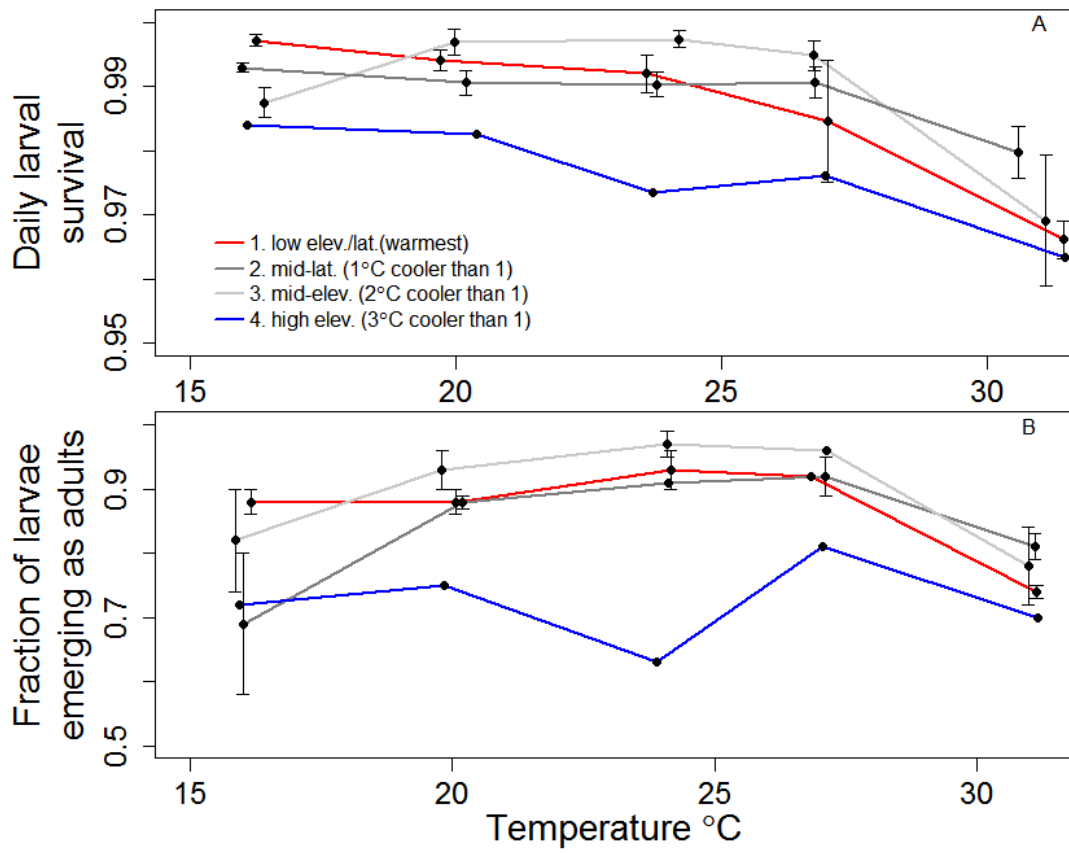 A
Daily larval
survival
0.99
0.97
0.95
1. low elev./lat.(warmest)
2. mid-lat. (1°C cooler than 1)
3. mid-elev. (2°C cooler than 1)
4. high elev. (3°C cooler than 1)
15 20 25 30
B
Fraction of larvae
emerging as adults
0.9
0.7
0.5
15 20 25 30
Temperature °C